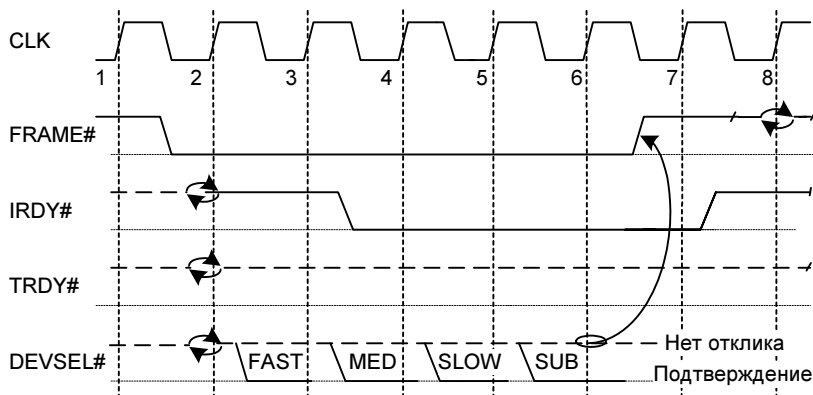 CLK
1 2 3 4 5 6 7 8
FRAME#
IRDY#
TRDY#
DEVSEL#
FAST MED SLOW SUB
Нет отклика
Подтверждение